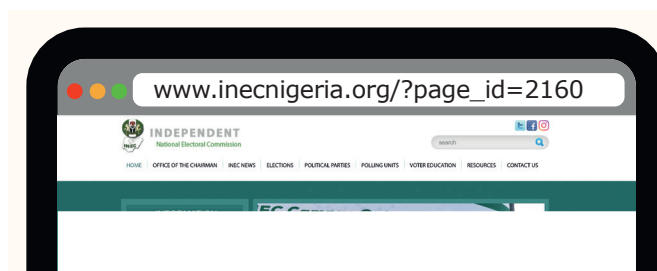 www.inecnigeria.org/?page_id=2160
INEC
INDEPENDENT
National Electoral Commission
search
HOME OFFICE OF THE CHAIRMAN INEC NEWS ELECTIONS POLITICAL PARTIES POLLING UNITS VOTER EDUCATION RESOURCES CONTACT US